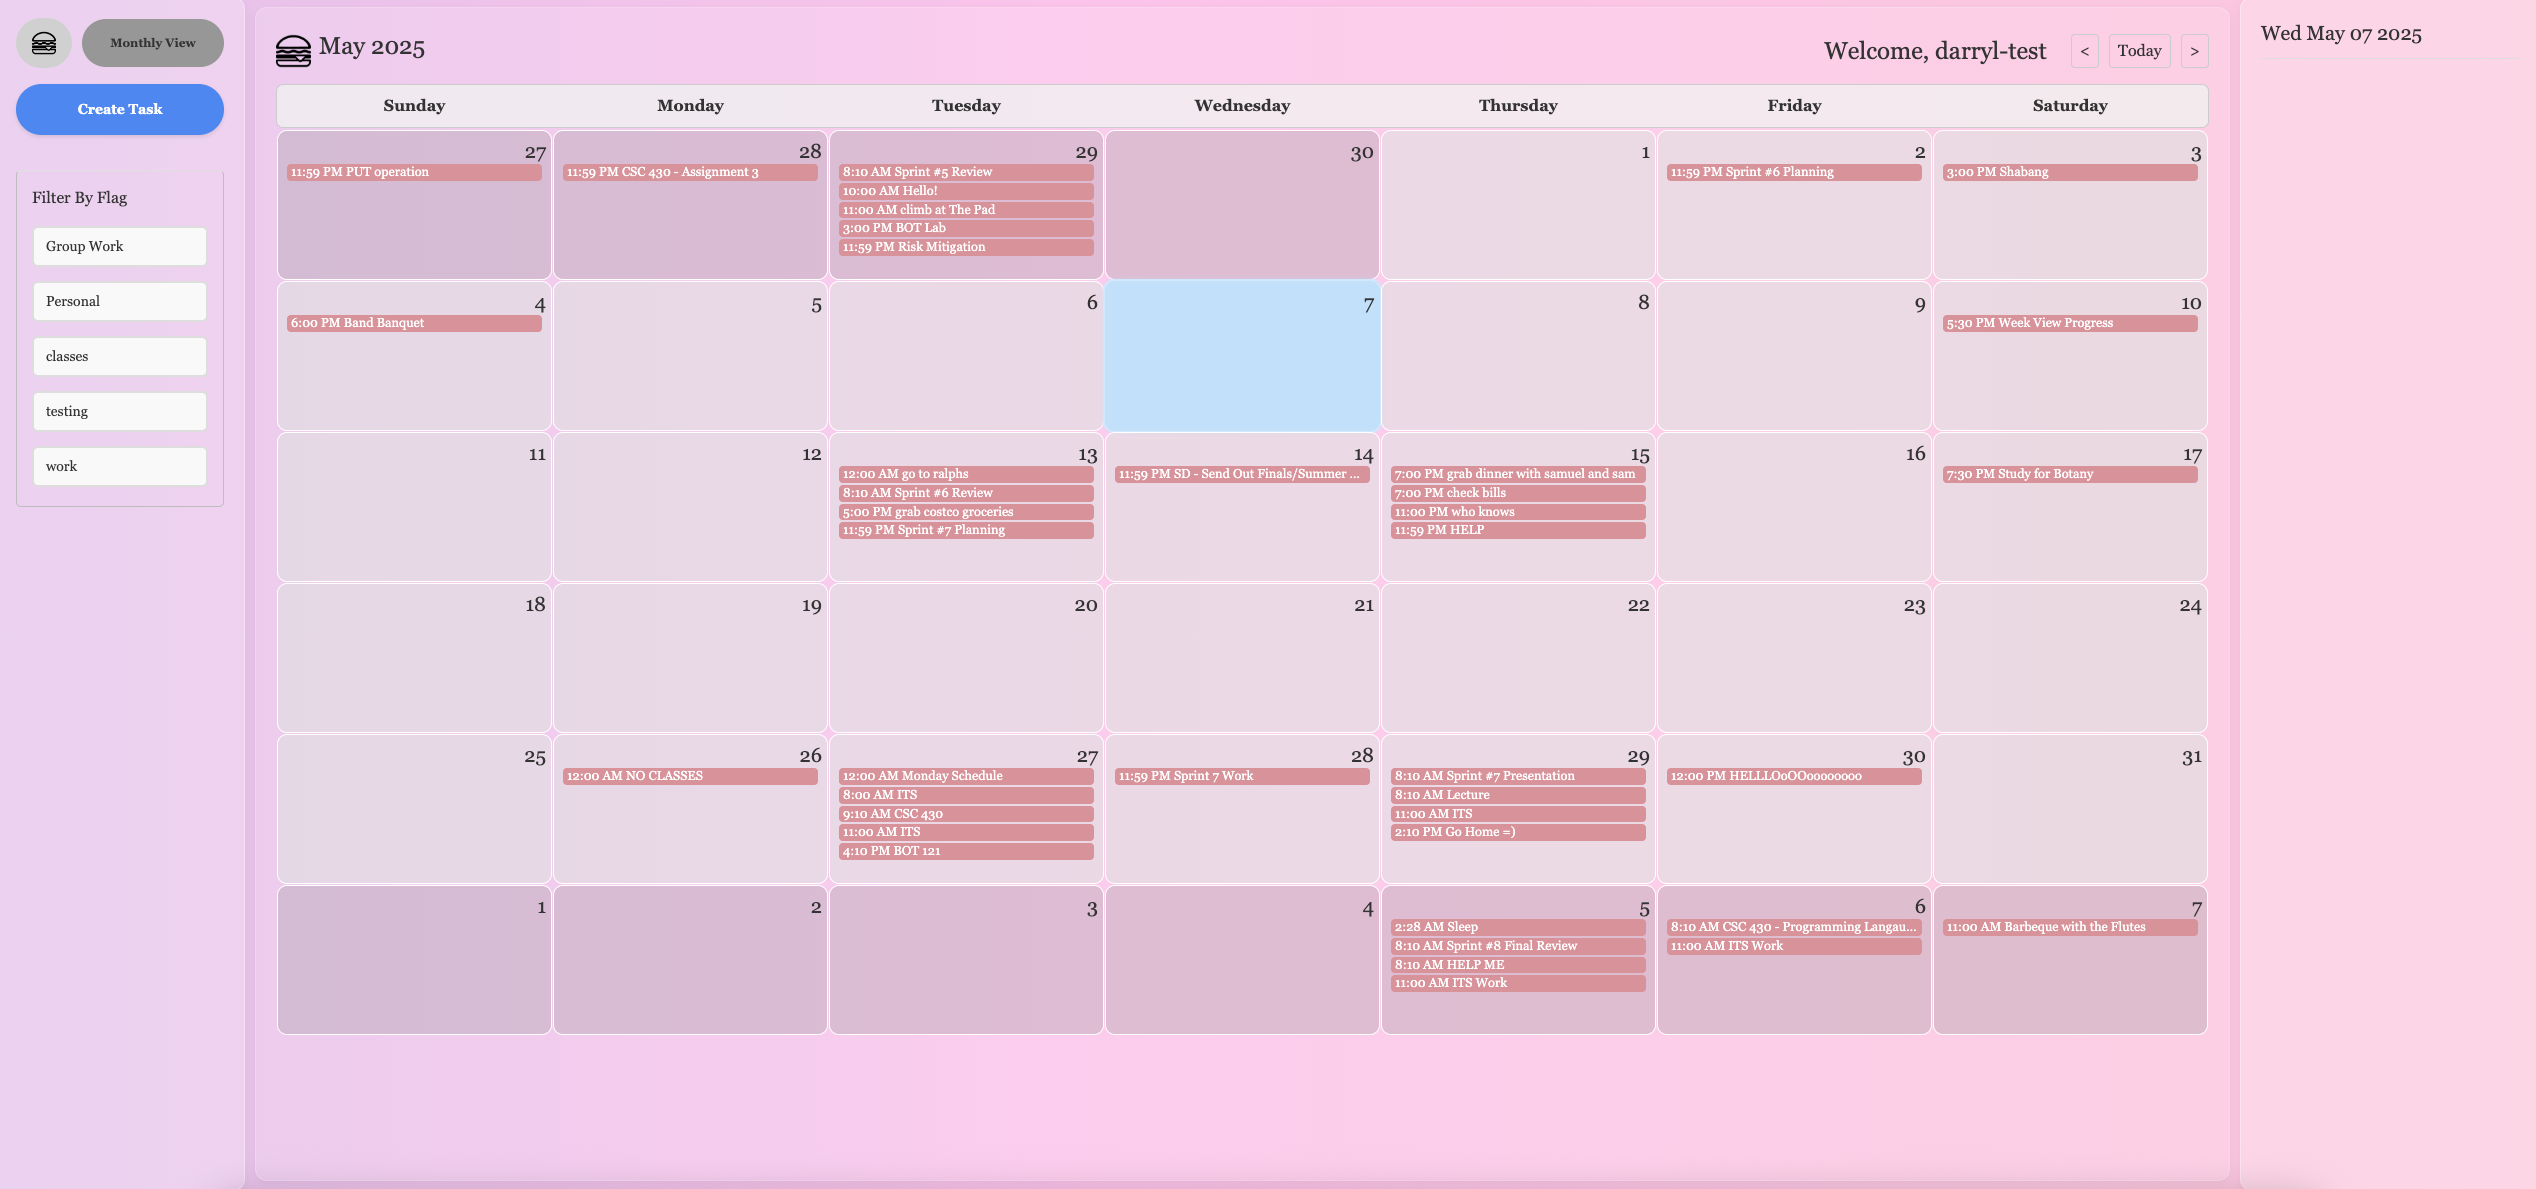 Monthly View
Create Task
Filter By Flag
Group Work
Personal
classes
testing
work
May 2025
Welcome, darryl-test
<
Today
>
Sunday Monday Tuesday Wednesday Thursday Friday Saturday
27
11:59 PM PUT operation
28
11:59 PM CSC 430 - Assignment 3
29
8:10 AM Sprint #5 Review
10:00 AM Hello!
11:00 AM climb at The Pad
3:00 PM BOT Lab
11:59 PM Risk Mitigation
30
1
2
11:59 PM Sprint #6 Planning
3
3:00 PM Shabang
4
6:00 PM Band Banquet
5
6
7
8
9
10
5:30 PM Week View Progress
11
12
13
12:00 AM go to ralphs
8:10 AM Sprint #6 Review
5:00 PM grab costco groceries
11:59 PM Sprint #7 Planning
14
11:59 PM SD - Send Out Finals/Summer ...
15
7:00 PM grab dinner with samuel and sam
7:00 PM check bills
11:00 PM who knows
11:59 PM HELP
16
17
7:30 PM Study for Botany
18
19
20
21
22
23
24
25
26
12:00 AM NO CLASSES
27
12:00 AM Monday Schedule
8:00 AM ITS
9:10 AM CSC 430
11:00 AM ITS
4:10 PM BOT 121
28
11:59 PM Sprint 7 Work
29
8:10 AM Sprint #7 Presentation
8:10 AM Lecture
11:00 AM ITS
2:10 PM Go Home =)
30
12:00 PM HELLLOoOOoooooooo
31
1
2
3
4
5
2:28 AM Sleep
8:10 AM Sprint #8 Final Review
8:10 AM HELP ME
11:00 AM ITS Work
6
8:10 AM CSC 430 - Programming Langau...
11:00 AM ITS Work
7
11:00 AM Barbeque with the Flutes
Wed May 07 2025